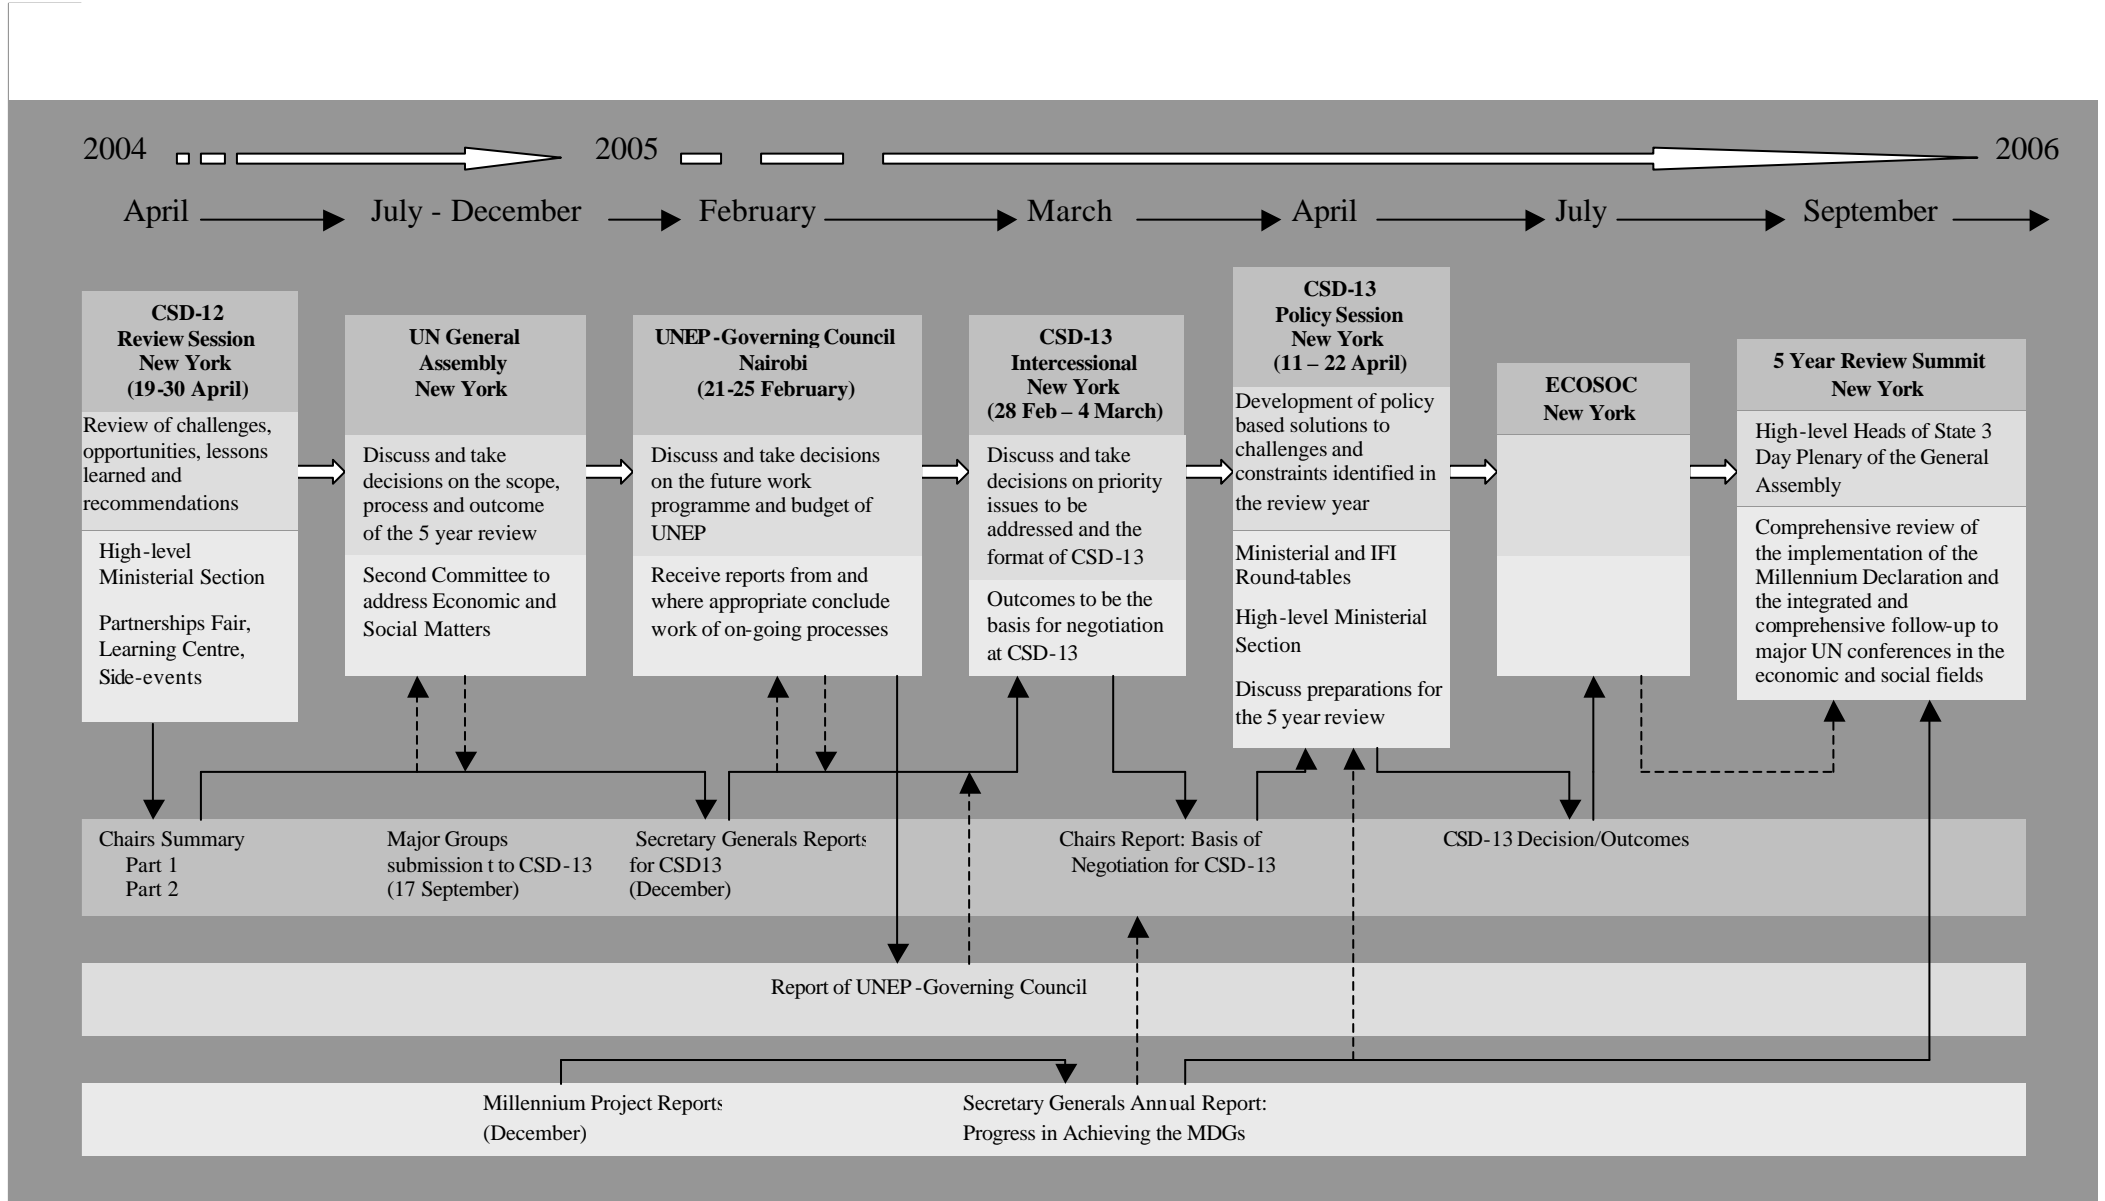 2004
2005
2006
April
July - December
February
March
April
July
September
CSD-12
Review Session
New York
(19-30 April)
Review of challenges,
opportunities, lessons
learned and
recommendations
High-level
Ministerial Section
Partnerships Fair,
Learning Centre,
Side-events
UN General
Assembly
New York
Discuss and take
decisions on the scope,
process and outcome
of the 5 year review
Second Committee to
address Economic and
Social Matters
UNEP-Governing Council
Nairobi
(21-25 February)
Discuss and take decisions
on the future work
programme and budget of
UNEP
Receive reports from and
where appropriate conclude
work of on-going processes
CSD-13
Intercessional
New York
(28 Feb – 4 March)
Discuss and take
decisions on priority
issues to be
addressed and the
format of CSD-13
Outcomes to be the
basis for negotiation
at CSD-13
CSD-13
Policy Session
New York
(11 – 22 April)
Development of policy
based solutions to
challenges and
constraints identified in
the review year
Ministerial and IFI
Round-tables
High-level Ministerial
Section
Discuss preparations for
the 5 year review
ECOSOC
New York
5 Year Review Summit
New York
High-level Heads of State 3
Day Plenary of the General
Assembly
Comprehensive review of
the implementation of the
Millennium Declaration and
the integrated and
comprehensive follow-up to
major UN conferences in the
economic and social fields
Chairs Summary
Part 1
Part 2
Major Groups
submission t to CSD-13
(17 September)
Secretary Generals Reports
for CSD13
(December)
Chairs Report: Basis of
Negotiation for CSD-13
CSD-13 Decision/Outcomes
Report of UNEP-Governing Council
Millennium Project Reports
(December)
Secretary Generals Annual Report:
Progress in Achieving the MDGs